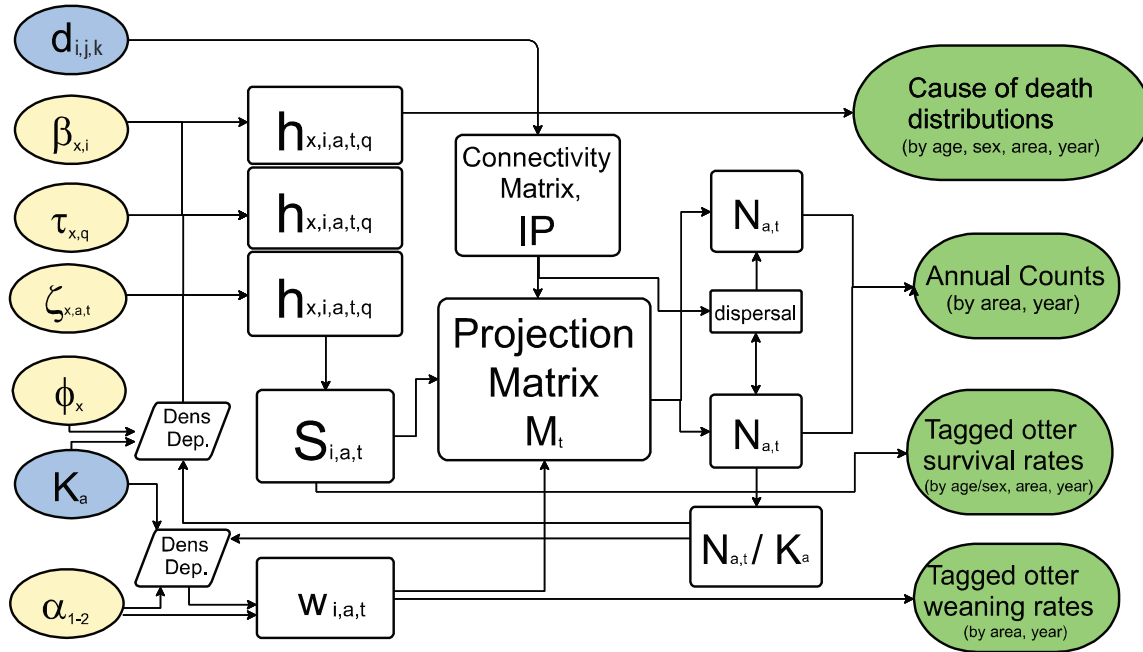 d i,j,k
β x,i
τ x,q
ζ x,a,t
ϕ x
K a
α 1-2
h x,i,a,t,q
h x,i,a,t,q
h x,i,a,t,q
Dens
Dep.
Dens
Dep.
S i,a,t
w i,a,t
Connectivity
Matrix,
IP
Projection
Matrix
M t
N a,t
dispersal
N a,t
N a,t / K a
Cause of death
distributions
(by age, sex, area, year)
Annual Counts
(by area, year)
Tagged otter
survival rates
(by age/sex, area, year)
Tagged otter
weaning rates
(by area, year)